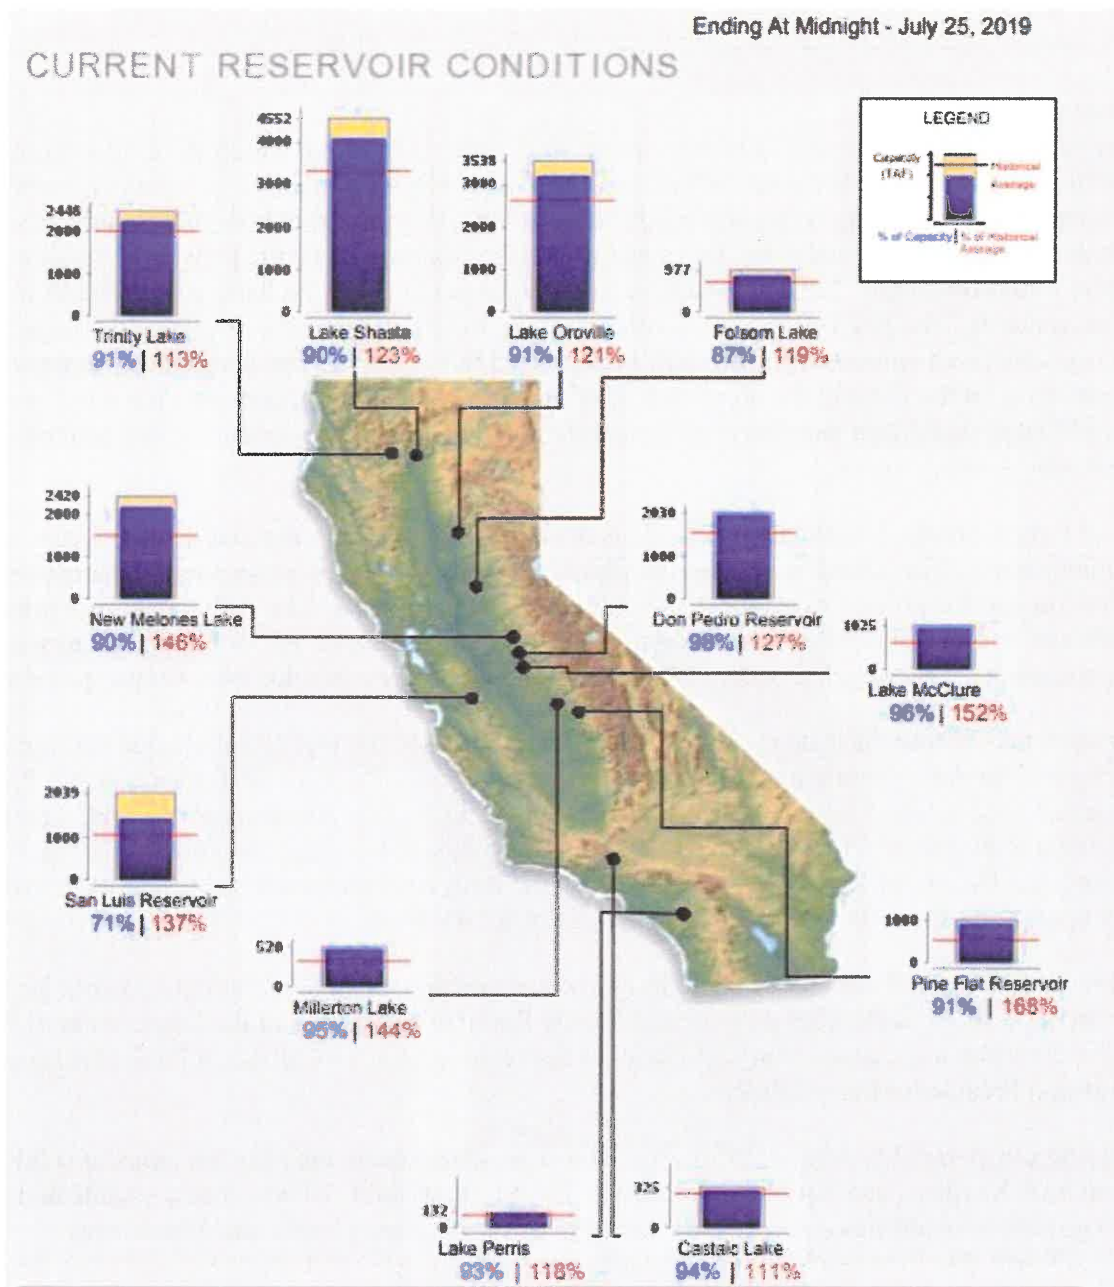 Ending At Midnight - July 25, 2019
CURRENT RESERVOIR CONDITIONS
LEGEND
Capacity
(TAF)
Historical
Average
% of Capacity | % of Historical
Average
4552
4000
3000
1000
0
Lake Shasta
90% | 123%
3538
3000
2000
1000
0
Lake Oroville
91% | 121%
2448
2000
1000
0
Trinity Lake
91% | 113%
977
0
Folsom Lake
87% | 119%
2420
2000
1000
0
New Melones Lake
90% | 146%
2030
1000
0
Don Pedro Reservoir
98% | 127%
1025
0
Lake McClure
96% | 152%
2039
1000
0
San Luis Reservoir
71% | 137%
520
0
Millerton Lake
95% | 144%
1000
0
Pine Flat Reservoir
91% | 168%
132
0
Lake Perris
93% | 118%
325
0
Castaic Lake
94% | 111%